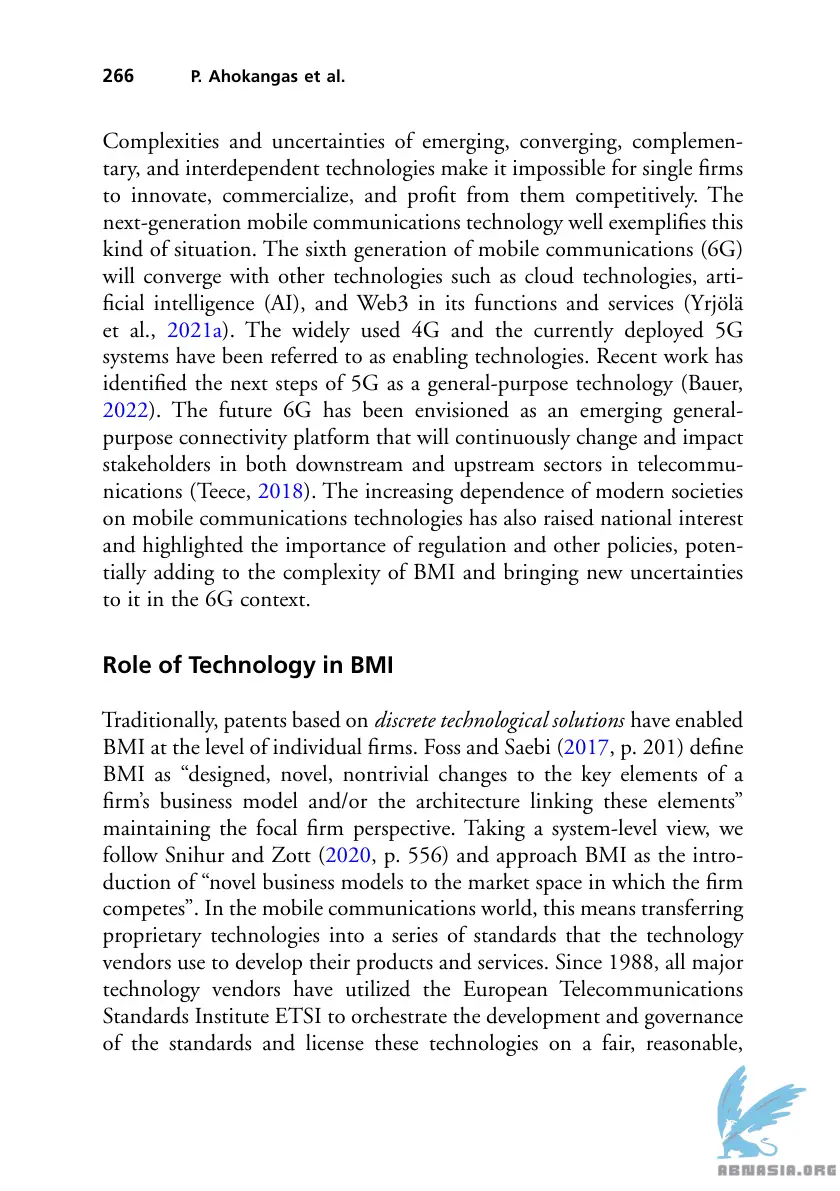 266 P. Ahokangas et al.
Complexities and uncertainties of emerging, converging, complemen-
tary, and interdependent technologies make it impossible for single firms
to innovate, commercialize, and profit from them competitively. The
next-generation mobile communications technology well exemplifies this
kind of situation. The sixth generation of mobile communications (6G)
will converge with other technologies such as cloud technologies, arti-
ficial intelligence (AI), and Web3 in its functions and services (Yrjölä
et al., 2021a). The widely used 4G and the currently deployed 5G
systems have been referred to as enabling technologies. Recent work has
identified the next steps of 5G as a general-purpose technology (Bauer,
2022). The future 6G has been envisioned as an emerging general-
purpose connectivity platform that will continuously change and impact
stakeholders in both downstream and upstream sectors in telecommu-
nications (Teece, 2018). The increasing dependence of modern societies
on mobile communications technologies has also raised national interest
and highlighted the importance of regulation and other policies, poten-
tially adding to the complexity of BMI and bringing new uncertainties
to it in the 6G context.
Role of Technology in BMI
Traditionally, patents based on discrete technological solutions have enabled
BMI at the level of individual firms. Foss and Saebi (2017, p. 201) define
BMI as “designed, novel, nontrivial changes to the key elements of a
firm’s business model and/or the architecture linking these elements”
maintaining the focal firm perspective. Taking a system-level view, we
follow Snihur and Zott (2020, p. 556) and approach BMI as the intro-
duction of “novel business models to the market space in which the firm
competes”. In the mobile communications world, this means transferring
proprietary technologies into a series of standards that the technology
vendors use to develop their products and services. Since 1988, all major
technology vendors have utilized the European Telecommunications
Standards Institute ETSI to orchestrate the development and governance
of the standards and license these technologies on a fair, reasonable,
ABNASIA.ORG